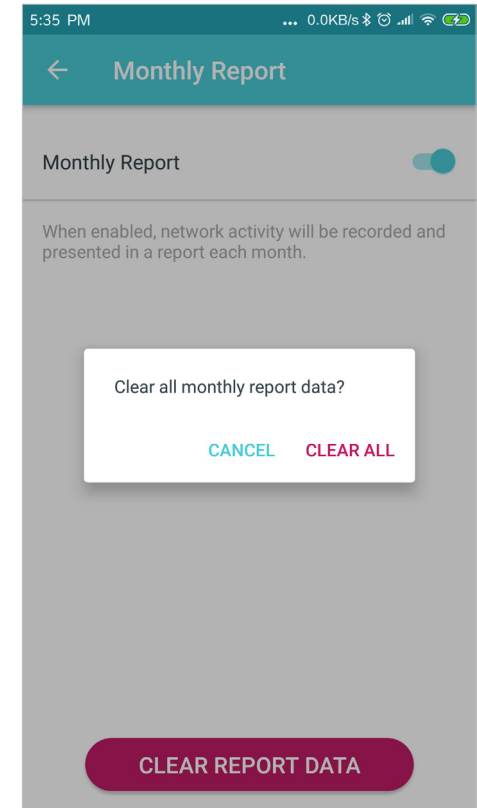 5:35 PM ... 0.0KB/s
Monthly Report
Monthly Report
When enabled, network activity will be recorded and
presented in a report each month.
Clear all monthly report data?
CANCEL CLEAR ALL
CLEAR REPORT DATA